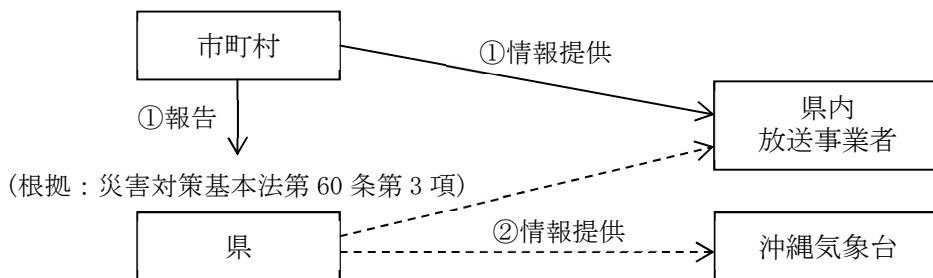 市町村
①情報提供
県内
放送事業者
①報告
(根拠：災害対策基本法第 60 条第 3 項)
県
②情報提供
沖縄気象台